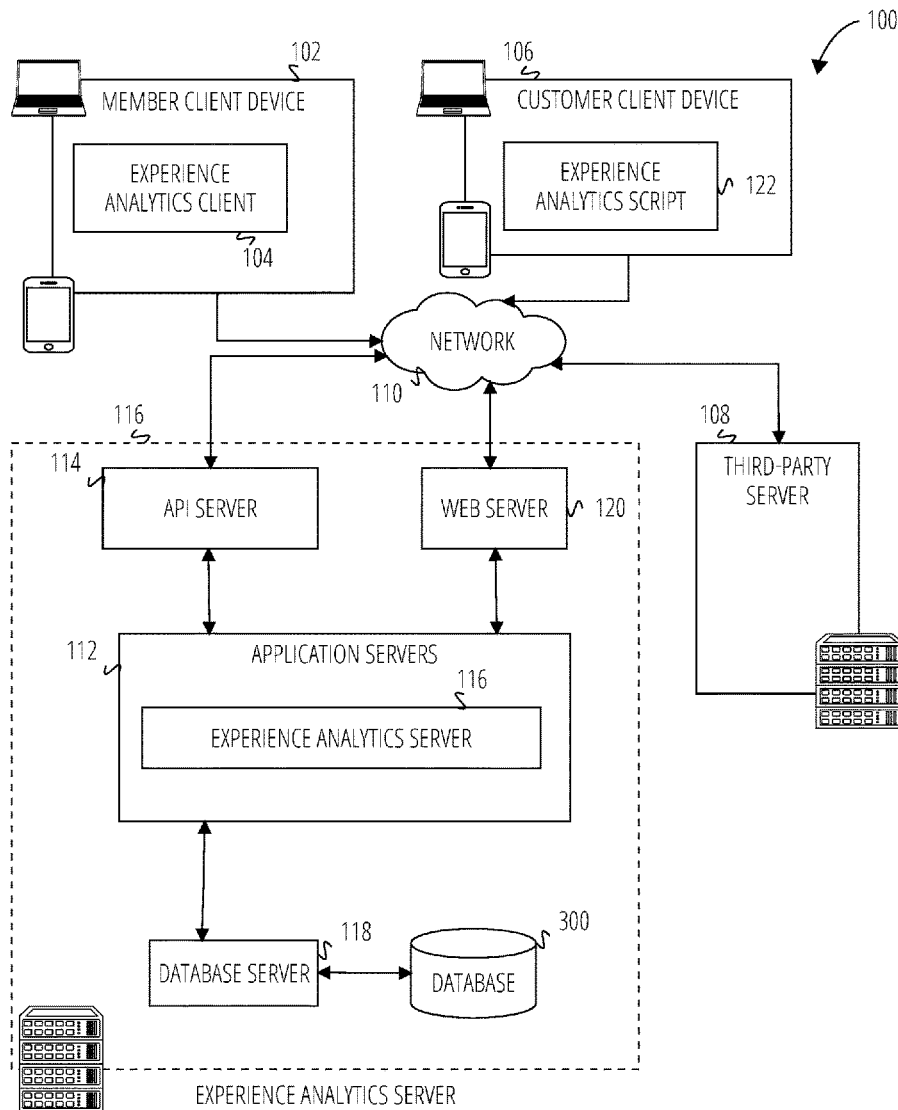 100
102
MEMBER CLIENT DEVICE
EXPERIENCE
ANALYTICS CLIENT
104
106
CUSTOMER CLIENT DEVICE
EXPERIENCE
ANALYTICS SCRIPT
122
NETWORK
110
116
114
API SERVER
WEB SERVER
120
108
THIRD-PARTY
SERVER
112
APPLICATION SERVERS
116
EXPERIENCE ANALYTICS SERVER
118
DATABASE SERVER
300
DATABASE
EXPERIENCE ANALYTICS SERVER